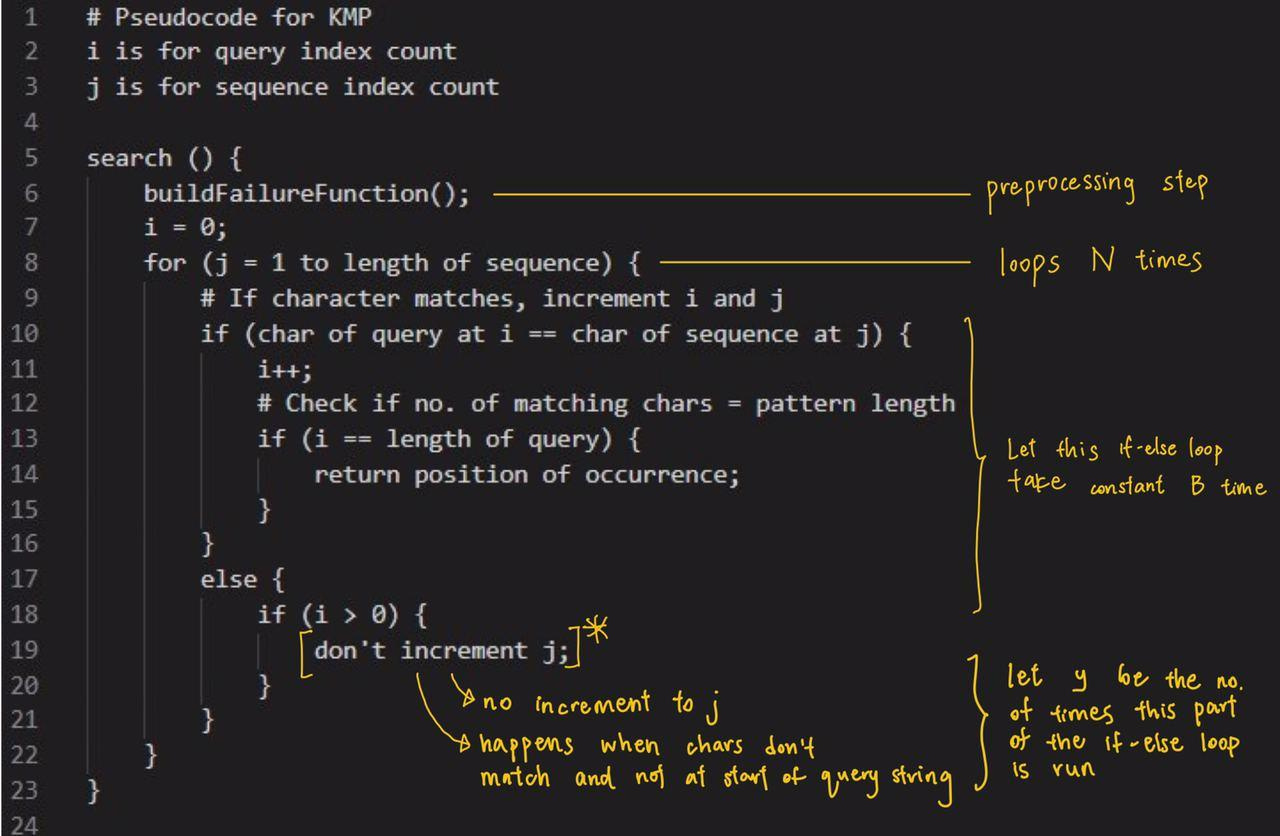 1 # Pseudocode for KMP
2 i is for query index count
3 j is for sequence index count
4
5 search () {
6 buildFailureFunction(); preprocessing step
7 i = 0;
8 for (j = 1 to length of sequence) { loops N times
9 # If character matches, increment i and j
10 if (char of query at i == char of sequence at j) {
11 i++;
12 # Check if no. of matching chars = pattern length
13 if (i == length of query) {
14 return position of occurrence;
15 }
16 }
Let this if-else loop
take constant B time
17 else {
18 if (i > 0) {
19 [don't increment j;]*
20 }
21 }
22 }
23 }
24
no increment to j
happens when chars don't
match and not at start of query string
let y be the no.
of times this part
of the if-else loop
is run